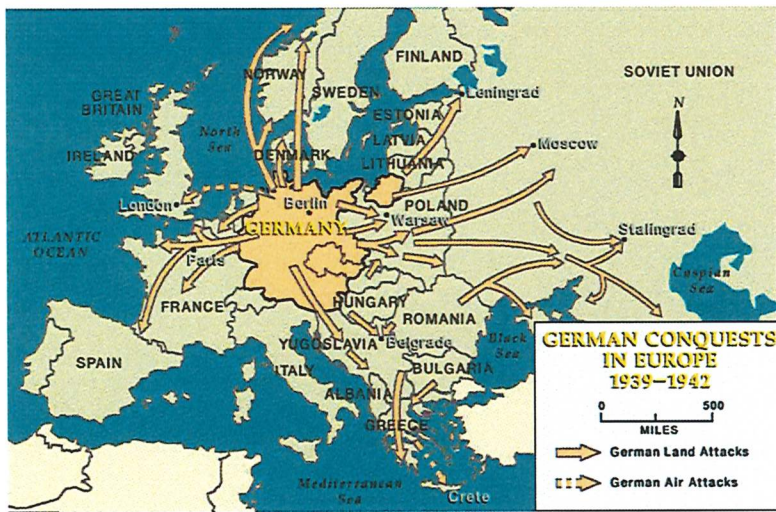 FINLAND
NORWAY
SWEDEN
SOVIET UNION
GREAT
BRITAIN
Leningrad
ESTONIA
N
North
Sea
LATVIA
Moscow
IRELAND
DENMARK
LITHUANIA
London
Berlin
POLAND
Warsaw
GERMANY
Stalingrad
ATLANTIC
OCEAN
Paris
Caspian
Sea
FRANCE
HUNGARY
ROMANIA
Black
Sea
YUGOSLAVIA
Belgrade
SPAIN
ITALY
BULGARIA
ALBANIA
GREECE
Mediterranean
Sea
Crete
GERMAN CONQUESTS
IN EUROPE
1939–1942
0 500
MILES
German Land Attacks
German Air Attacks